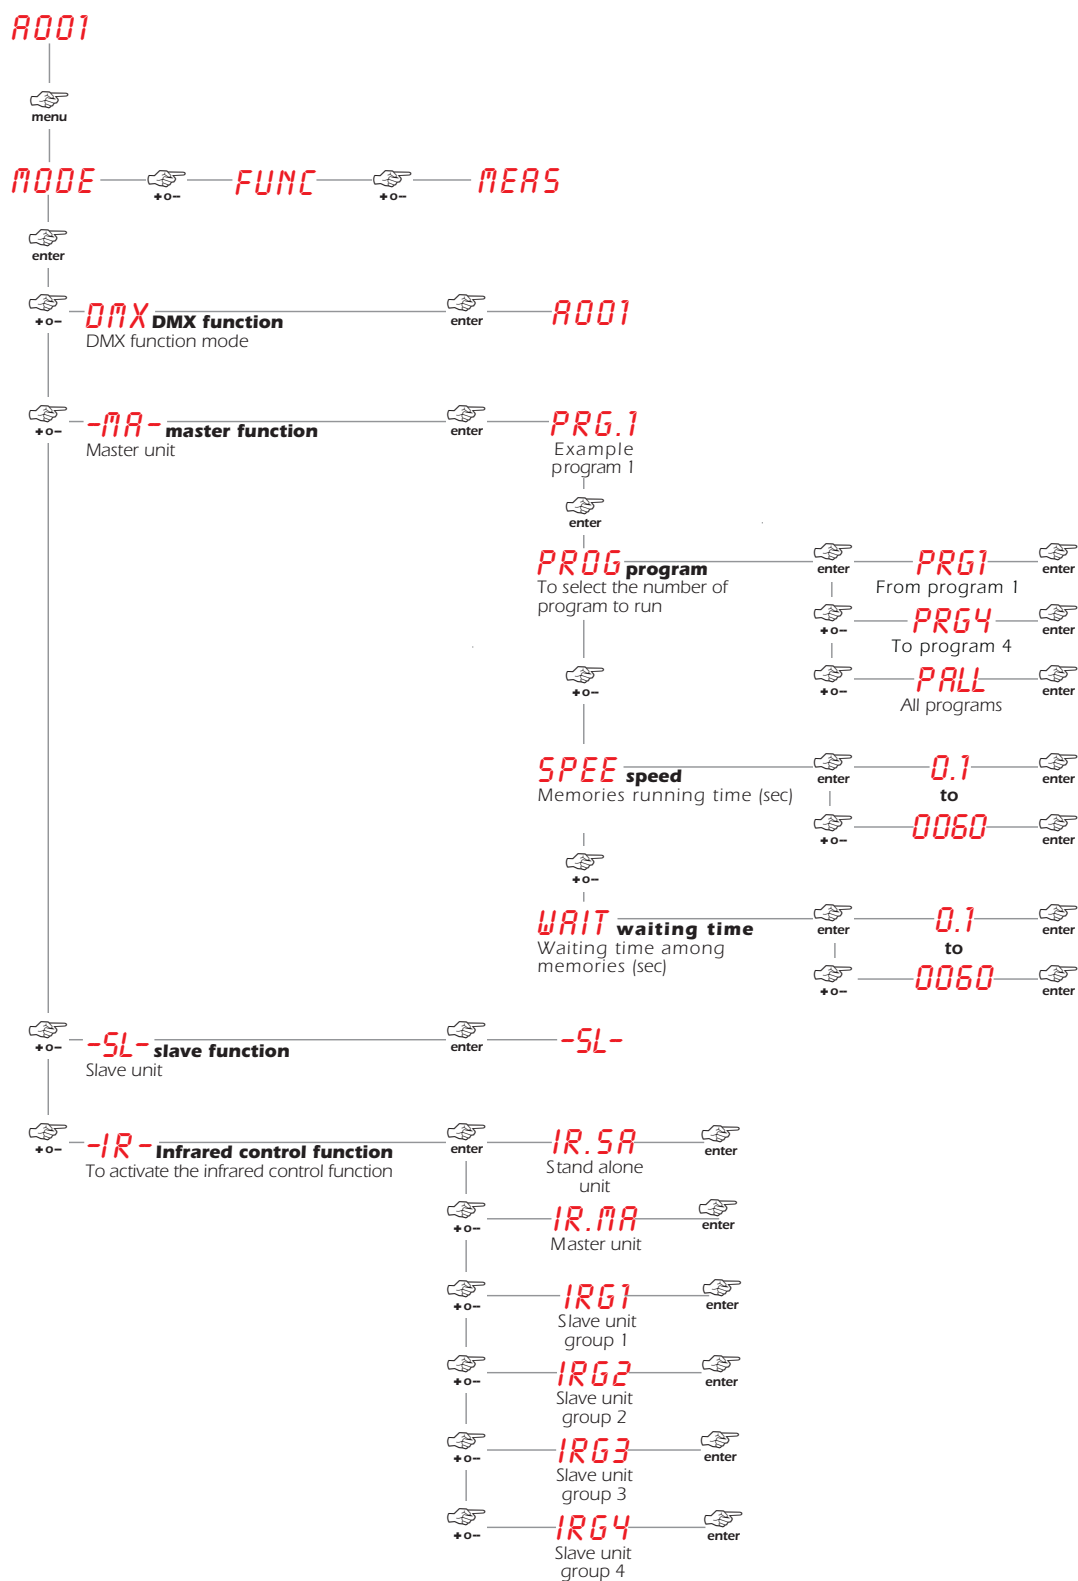 A001
menu
MODE FUNC MEAS
+o- +o-
enter
DMX DMX function A001
+o- enter
DMX function mode
-MA- master function PRG.1
+o- enter
Master unit
Example
program 1
enter
PROG program PRG1
enter enter
To select the number of
program to run
From program 1
PRG4
+o- enter
To program 4
PALL
+o- +o- enter
All programs
SPEE speed 0.1
enter enter
Memories running time (sec)
to
0060
+o- enter
+o-
WAIT waiting time 0.1
enter enter
Waiting time among
memories (sec)
to
0060
+o- enter
-SL- slave function -SL-
+o- enter
Slave unit
-IR- Infrared control function IR.SA
+o- enter enter
To activate the infrared control function
Stand alone
unit
IR.MA
+o- enter
Master unit
IRG1
+o- enter
Slave unit
group 1
IRG2
+o- enter
Slave unit
group 2
IRG3
+o- enter
Slave unit
group 3
IRG4
+o- enter
Slave unit
group 4